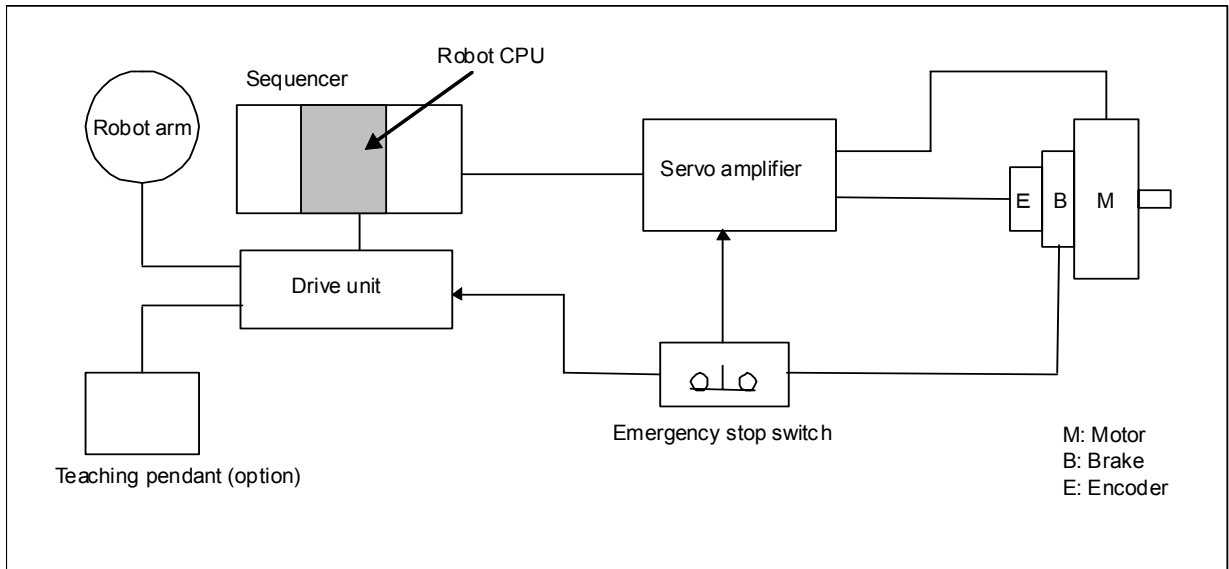 Robot CPU
Sequencer
Robot arm
Servo amplifier
E
B
M
Drive unit
Emergency stop switch
Teaching pendant (option)
M: Motor
B: Brake
E: Encoder